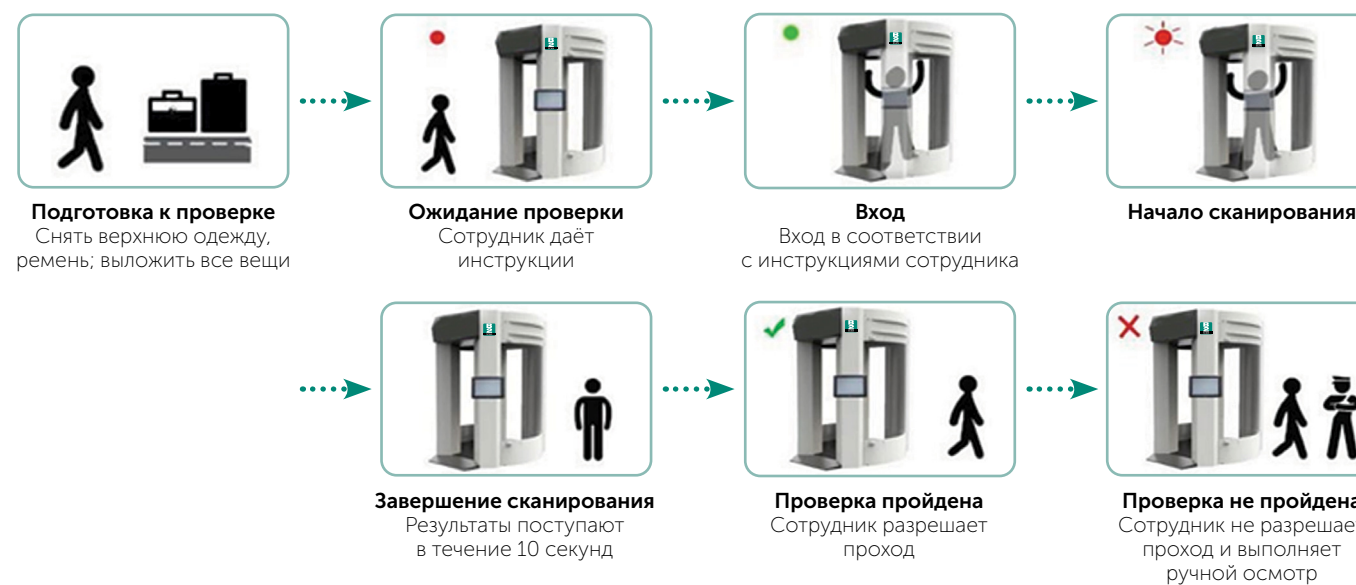 Подготовка к проверке
Снять верхнюю одежду,
ремень; выложить все вещи
Ожидание проверки
Сотрудник даёт
инструкции
Вход
Вход в соответствии
с инструкциями сотрудника
Начало сканирования
Завершение сканирования
Результаты поступают
в течение 10 секунд
Проверка пройдена
Сотрудник разрешает
проход
Проверка не пройдена
Сотрудник не разрешает
проход и выполняет
ручной осмотр